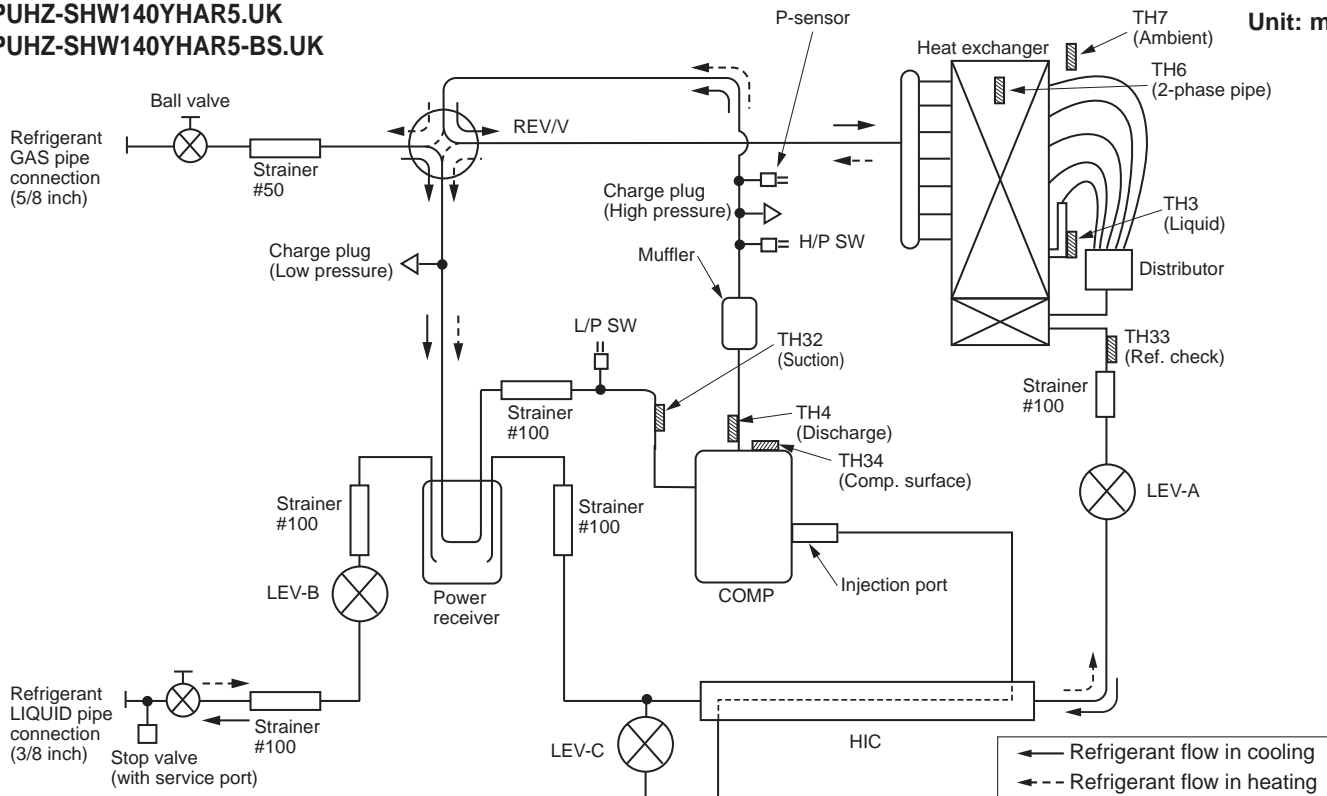 PUHZ-SHW140YHAR5.UK
PUHZ-SHW140YHAR5-BS.UK
Unit: m
P-sensor
Heat exchanger
TH7
(Ambient)
TH6
(2-phase pipe)
Ball valve
Refrigerant
GAS pipe
connection
(5/8 inch)
Strainer
#50
REV/V
Charge plug
(High pressure)
H/P SW
Muffler
TH3
(Liquid)
Distributor
Charge plug
(Low pressure)
L/P SW
TH32
(Suction)
TH33
(Ref. check)
Strainer
#100
Strainer
#100
TH4
(Discharge)
TH34
(Comp. surface)
LEV-A
Strainer
#100
Strainer
#100
LEV-B
Power
receiver
COMP
Injection port
Refrigerant
LIQUID pipe
connection
(3/8 inch)
Strainer
#100
Stop valve
(with service port)
LEV-C
HIC
Refrigerant flow in cooling
Refrigerant flow in heating